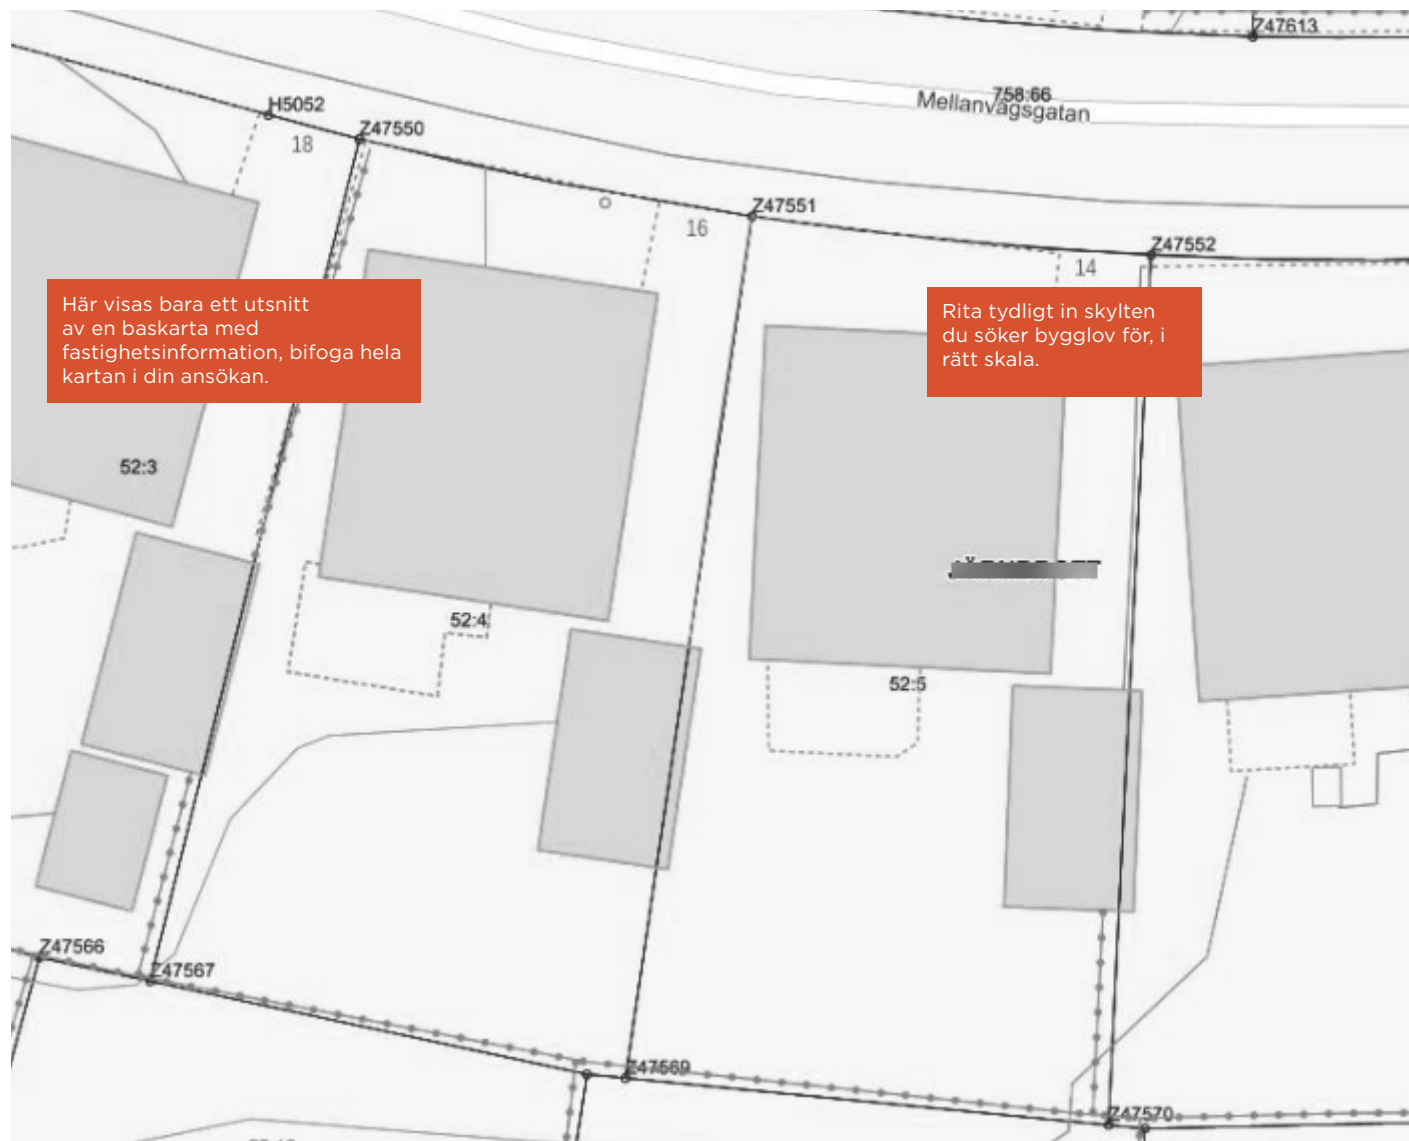 Z47613
758:66
Mellanvägsgatan
H5052
Z47550
18
Z47551
16
Z47552
14
Här visas bara ett utsnitt
av en baskarta med
fastighetsinformation, bifoga hela
kartan i din ansökan.
Rita tydligt in skylten
du söker bygglov för, i
rätt skala.
52:3
52:4
52:5
Z47566
Z47567
Z47569
Z47570